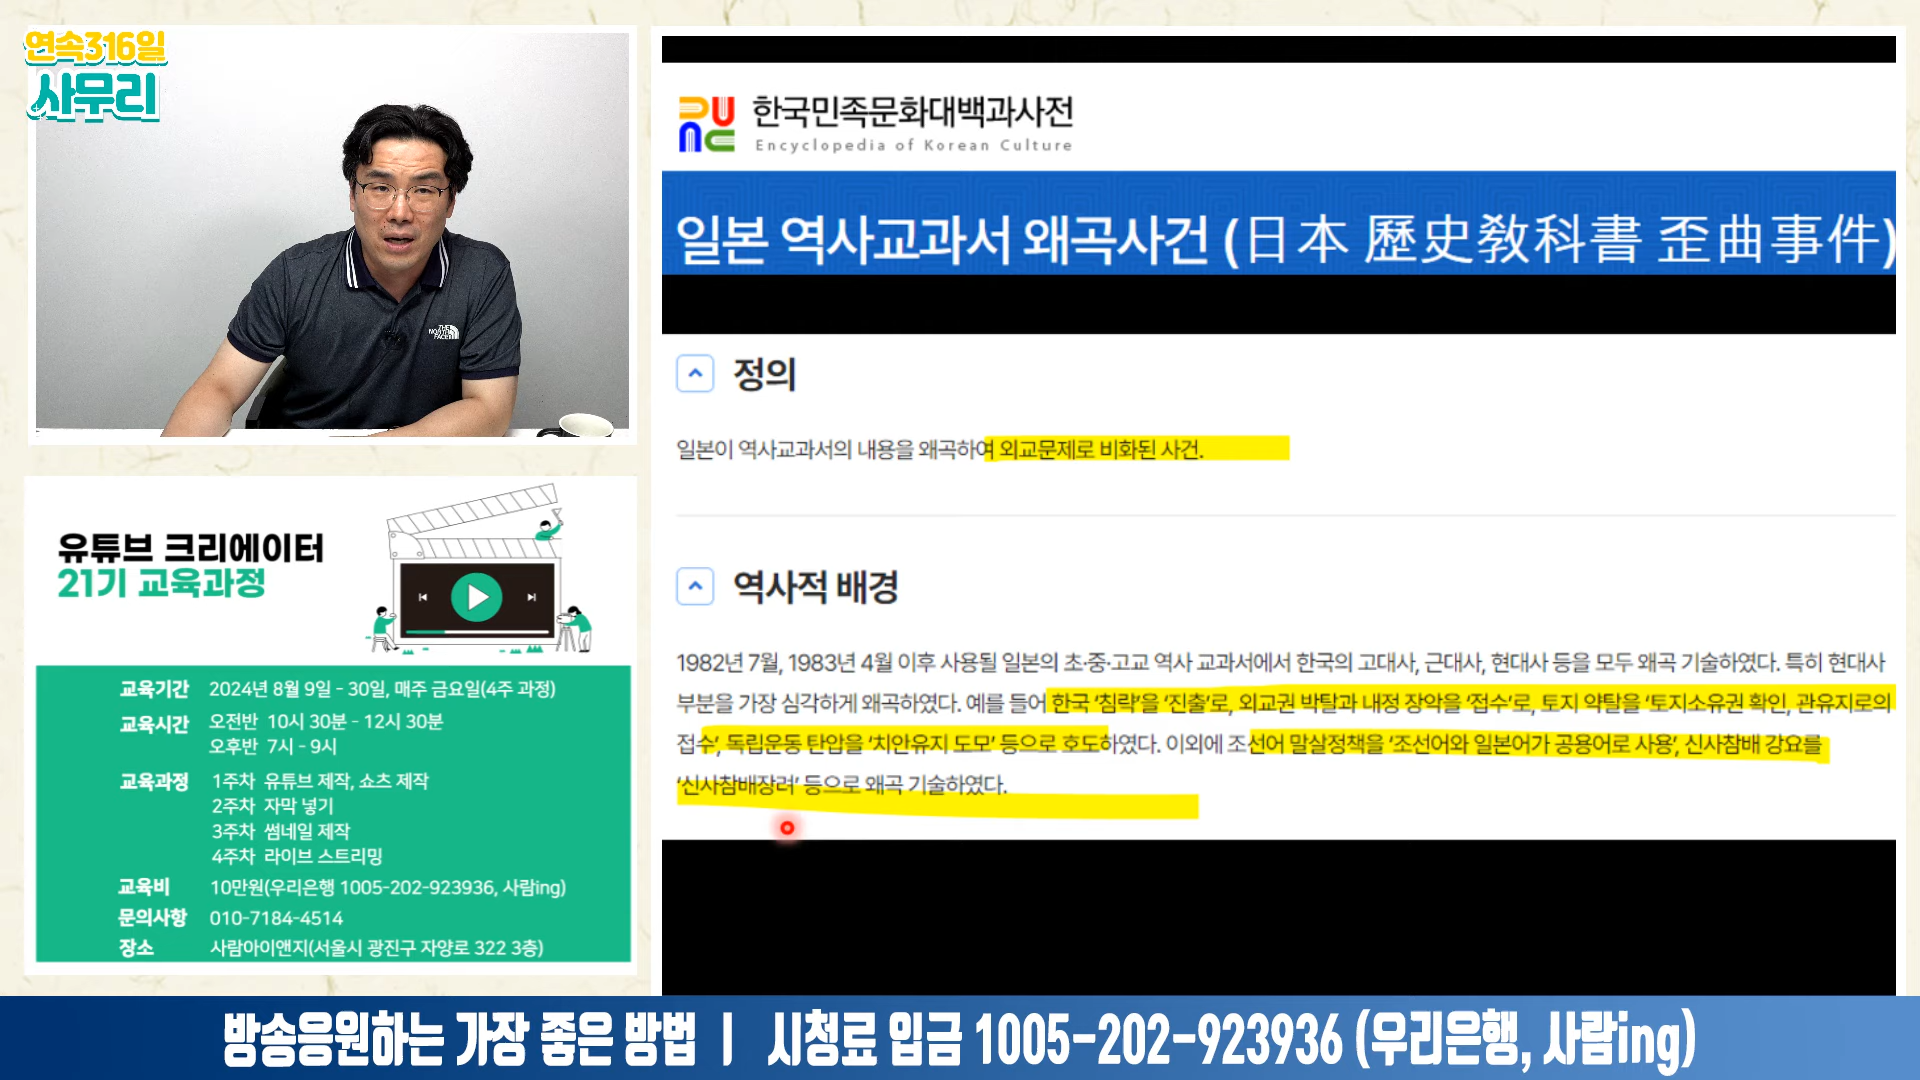 연속316일
사무리
THE NORTH FACE
유튜브 크리에이터
21기 교육과정
교육기간 2024년 8월 9일 - 30일, 매주 금요일(4주 과정)
교육시간 오전반 10시 30분 - 12시 30분
오후반 7시 - 9시
교육과정 1주차 유튜브 제작, 쇼츠 제작
2주차 자막 넣기
3주차 썸네일 제작
4주차 라이브 스트리밍
교육비 10만원(우리은행 1005-202-923936, 사람ing)
문의사항 010-7184-4514
장소 사람아이앤지(서울시 광진구 자양로 322 3층)
한국민족문화대백과사전
Encyclopedia of Korean Culture
일본 역사교과서 왜곡사건 (日本 歷史敎科書 歪曲事件)
정의
일본이 역사교과서의 내용을 왜곡하여 외교문제로 비화된 사건.
역사적 배경
1982년 7월, 1983년 4월 이후 사용될 일본의 초·중·고교 역사 교과서에서 한국의 고대사, 근대사, 현대사 등을 모두 왜곡 기술하였다. 특히 현대사
부분을 가장 심각하게 왜곡하였다. 예를 들어 한국 ‘침략’을 ‘진출’로, 외교권 박탈과 내정 장악을 ‘접수’로, 토지 약탈을 ‘토지소유권 확인, 관유지로의
접수’, 독립운동 탄압을 ‘치안유지 도모’ 등으로 호도하였다. 이외에 조선어 말살정책을 ‘조선어와 일본어가 공용어로 사용’, 신사참배 강요를
‘신사참배장려’ 등으로 왜곡 기술하였다.
방송응원하는 가장 좋은 방법 | 시청료 입금 1005-202-923936 (우리은행, 사람ing)